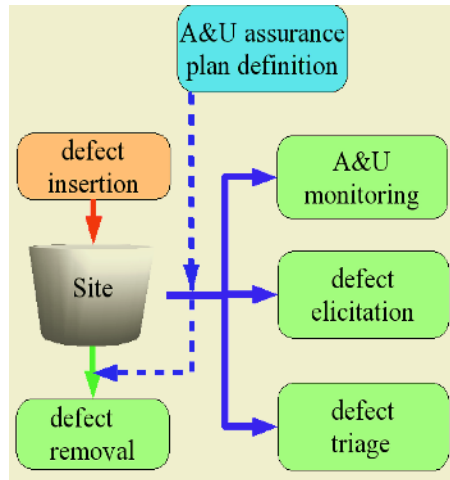 A&U assurance
plan definition
defect
insertion
A&U
monitoring
Site
defect
elicitation
defect
removal
defect
triage